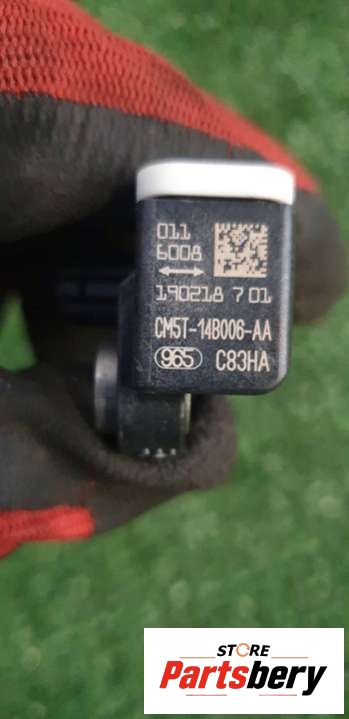 011
6008
190218 7 01
CM5T-14B006-AA
965 C83HA
STORE
Partsbery